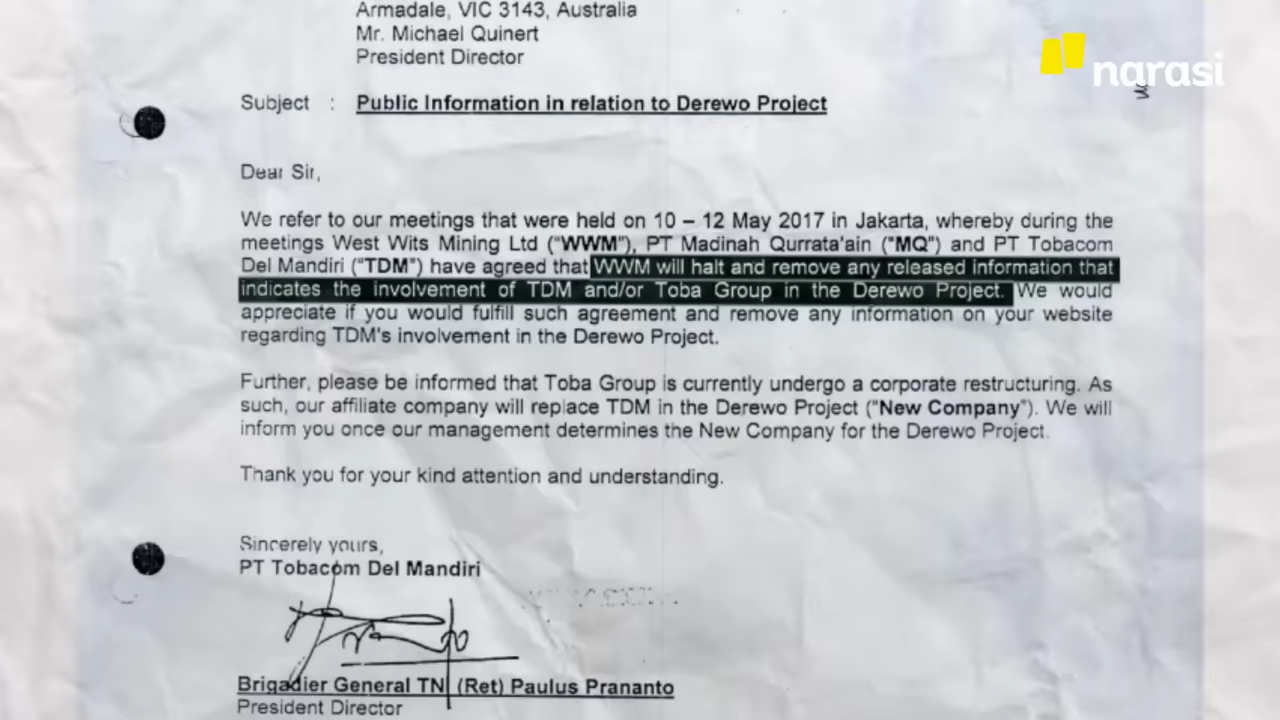 Armadale, VIC 3143, Australia
Mr. Michael Quinert
President Director
narasi
Subject : Public Information in relation to Derewo Project
Dear Sir,
We refer to our meetings that were held on 10 – 12 May 2017 in Jakarta, whereby during the
meetings West Wits Mining Ltd ("WWM"), PT Madinah Qurrata'ain ("MQ") and PT Tobacom
Del Mandiri ("TDM") have agreed that WWM will halt and remove any released information that
indicates the involvement of TDM and/or Toba Group in the Derewo Project. We would
appreciate if you would fulfill such agreement and remove any information on your website
regarding TDM's involvement in the Derewo Project.
Further, please be informed that Toba Group is currently undergo a corporate restructuring. As
such, our affiliate company will replace TDM in the Derewo Project ("New Company"). We will
inform you once our management determines the New Company for the Derewo Project.
Thank you for your kind attention and understanding.
Sincerely yours,
PT Tobacom Del Mandiri
Brigadier General TNI (Ret) Paulus Prananto
President Director